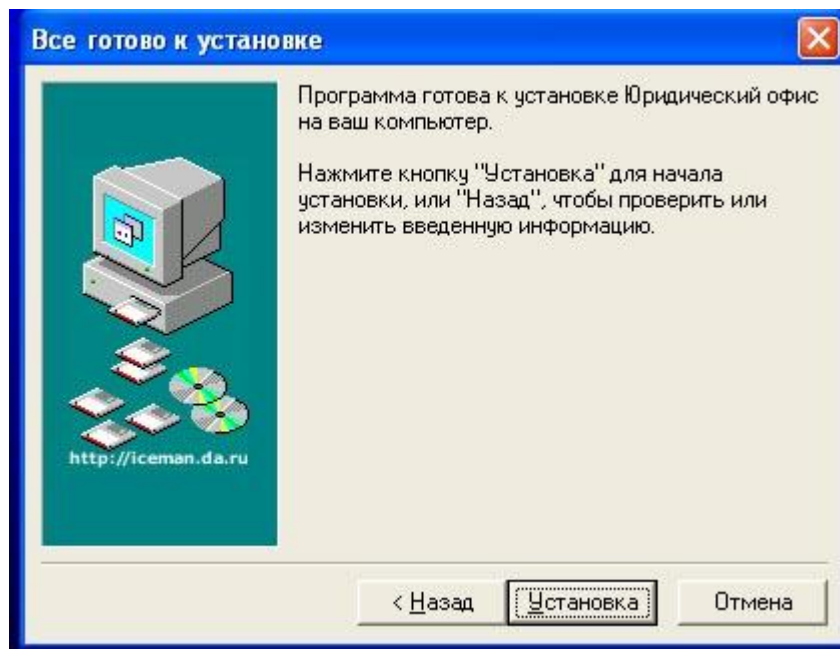 Все готово к установке
Программа готова к установке Юридический офис
на ваш компьютер.
Нажмите кнопку "Установка" для начала
установки, или "Назад", чтобы проверить или
изменить введенную информацию.
http://iceman.da.ru
< Назад
Установка
Отмена